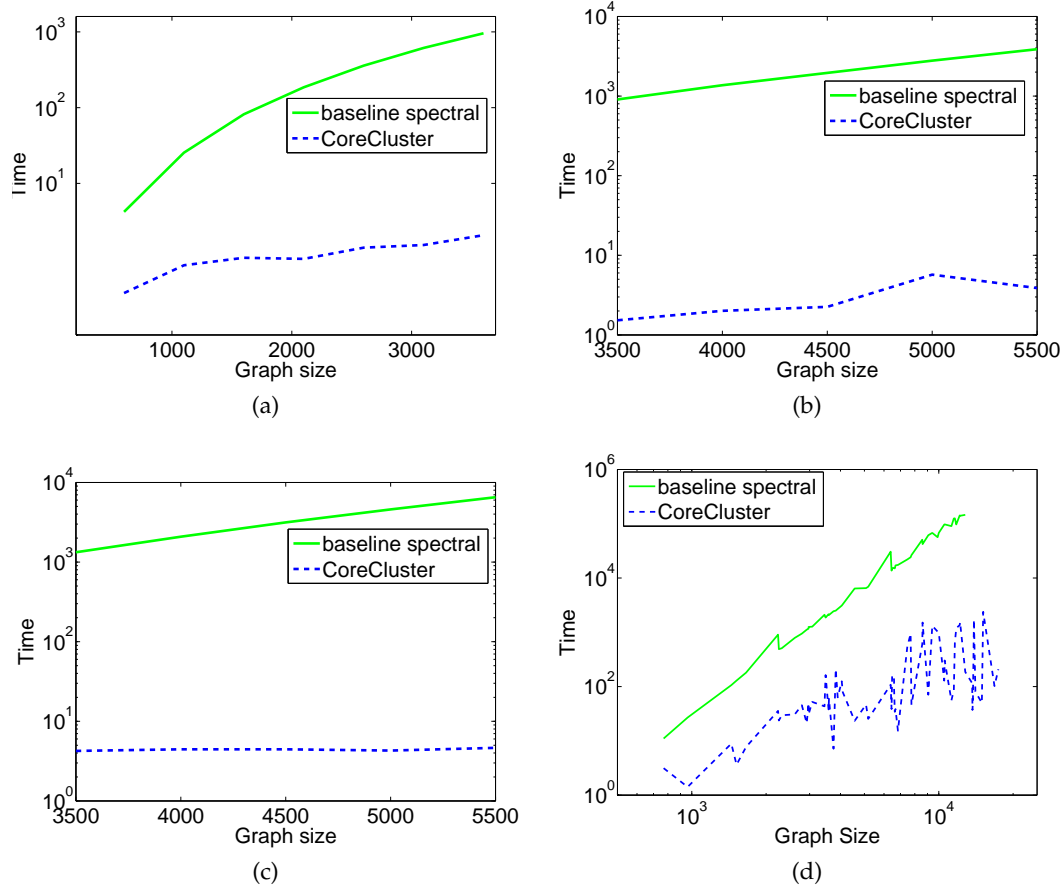 10^3
10^2
10^1
Time
baseline spectral
CoreCluster
1000 2000 3000
Graph size
(a)
10^4
10^3
10^2
10^1
10^0
Time
baseline spectral
CoreCluster
3500 4000 4500 5000 5500
Graph size
(b)
10^4
10^3
10^2
10^1
10^0
Time
baseline spectral
CoreCluster
3500 4000 4500 5000 5500
Graph size
(c)
10^6
10^4
10^2
10^0
Time
baseline spectral
CoreCluster
10^3 10^4
Graph Size
(d)